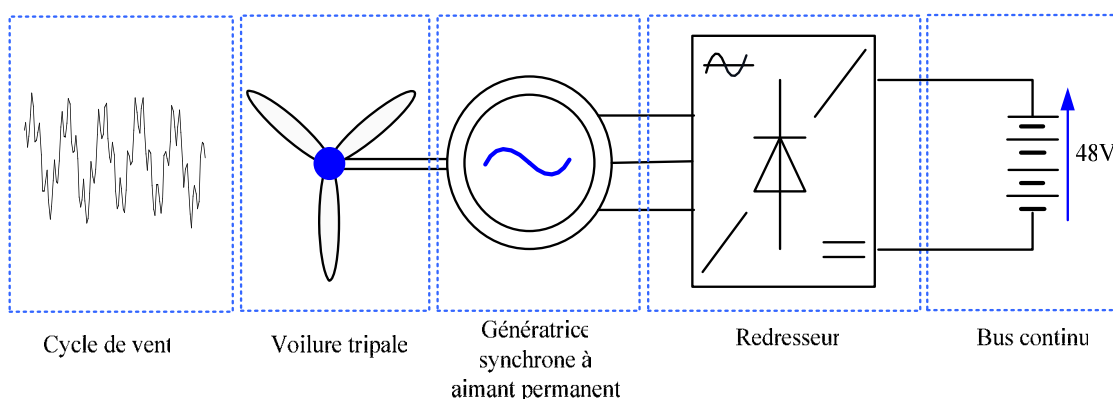 48V
Cycle de vent
Voilure tripale
Génératrice
synchrone à
aimant permanent
Redresseur
Bus continu